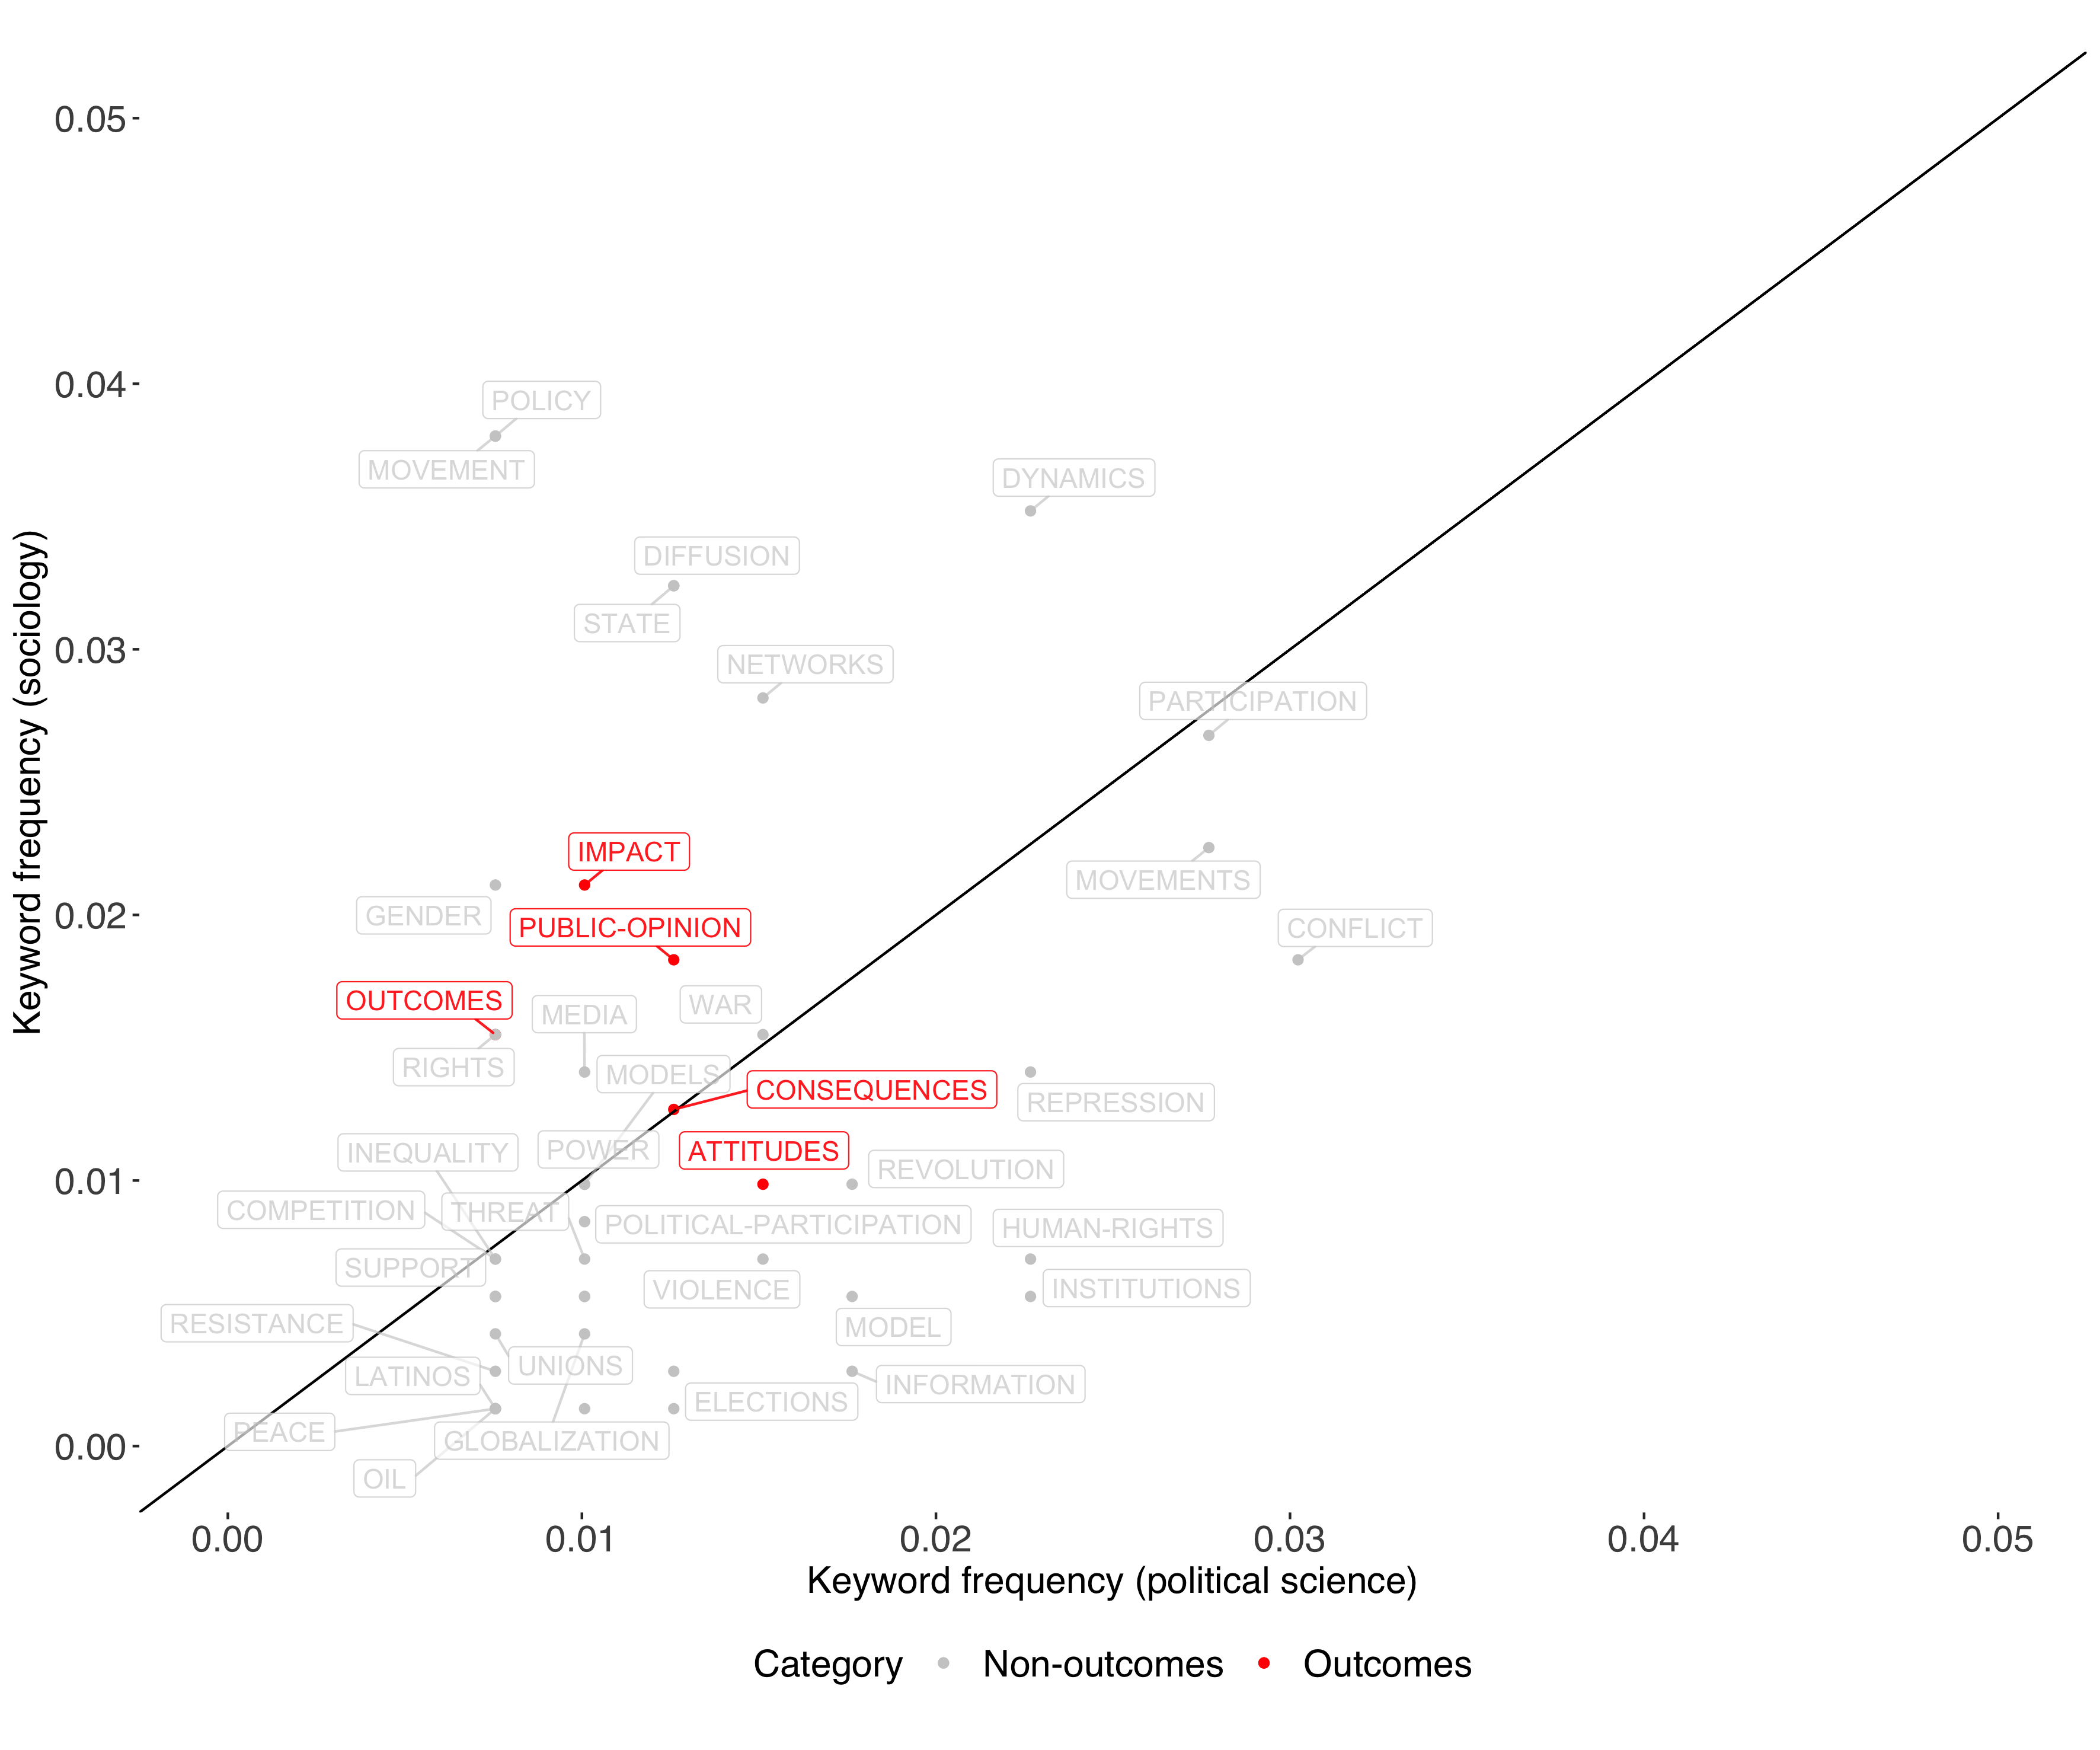 0.05
0.04
POLICY
MOVEMENT
DYNAMICS
DIFFUSION
STATE
0.03
NETWORKS
PARTICIPATION
IMPACT
MOVEMENTS
GENDER
0.02
PUBLIC-OPINION
CONFLICT
OUTCOMES
MEDIA
WAR
RIGHTS
MODELS
CONSEQUENCES
REPRESSION
INEQUALITY
POWER
ATTITUDES
REVOLUTION
0.01
COMPETITION
THREAT
POLITICAL-PARTICIPATION
HUMAN-RIGHTS
SUPPORT
VIOLENCE
INSTITUTIONS
RESISTANCE
MODEL
UNIONS
LATINOS
INFORMATION
ELECTIONS
PEACE
GLOBALIZATION
0.00
OIL
Keyword frequency (sociology)
0.00 0.01 0.02 0.03 0.04 0.05
Keyword frequency (political science)
Category Non-outcomes Outcomes